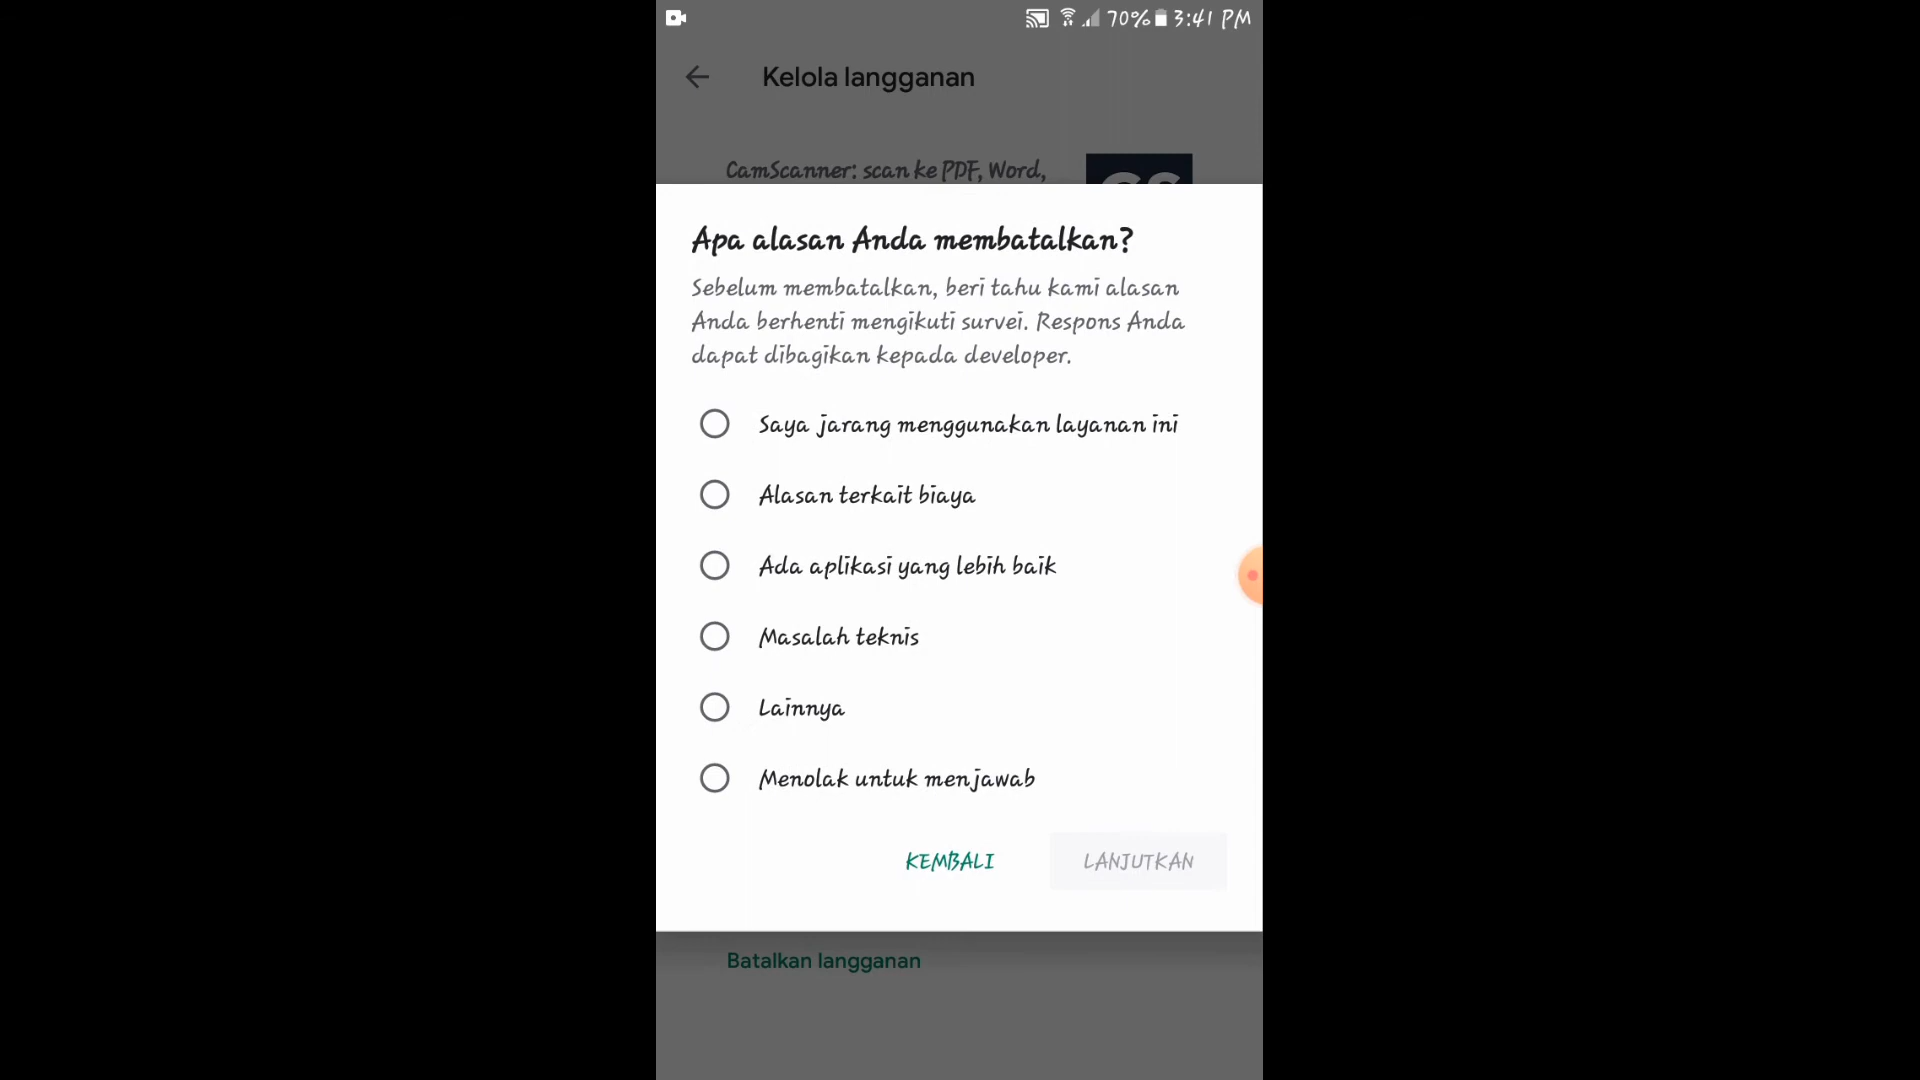 70% 3:41 PM
Kelola langganan
CamScanner: scan ke PDF, Word,
Apa alasan Anda membatalkan?
Sebelum membatalkan, beri tahu kami alasan
Anda berhenti mengikuti survei. Respons Anda
dapat dibagikan kepada developer.
Saya jarang menggunakan layanan ini
Alasan terkait biaya
Ada aplikasi yang lebih baik
Masalah teknis
Lainnya
Menolak untuk menjawab
KEMBALI
LANJUTKAN
Batalkan langganan